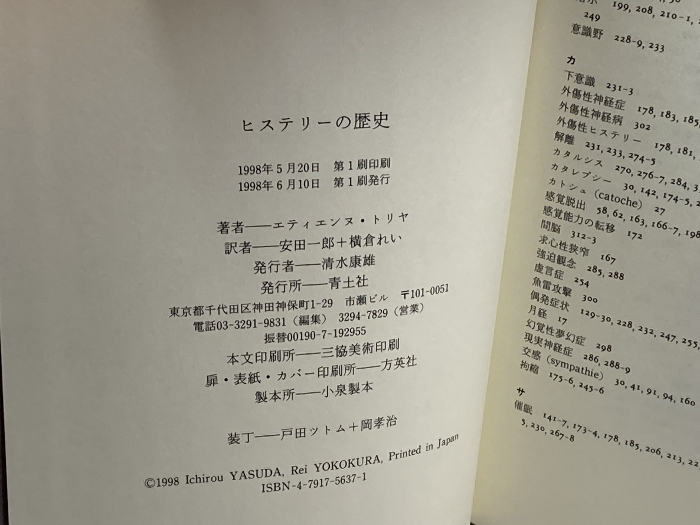 ヒステリーの歴史
1998年5月20日　第1刷印刷
1998年6月10日　第1刷発行
著者――エティエンヌ・トリヤ
訳者――安田一郎＋横倉れい
発行者――清水康雄
発行所――青土社
東京都千代田区神田神保町1-29　市瀬ビル　〒101-0051
電話03-3291-9831（編集）　3294-7829（営業）
振替00190-7-192955
本文印刷所――三協美術印刷
扉・表紙・カバー印刷所――方英社
製本所――小泉製本
装丁――戸田ツトム＋岡孝治
©1998 Ichirou YASUDA, Rei YOKOKURA, Printed in Japan
ISBN-4-7917-5637-1
199, 208, 210-1,
249
意識野　228-9, 233
カ
下意識　231-3
外傷性神経症　178, 183, 185,
外傷性神経病　302
外傷性ヒステリー　178, 181,
解離　231, 233, 274-5
カタルシス　270, 276-7, 284,
カタレプシー　30, 142, 174-5,
カトシュ（catoche）　27
感覚脱出　58, 62, 163, 166-7, 198
感覚能力の転移　172
間脳　312-3
求心性狭窄　167
強迫観念　285, 288
虚言症　254
魚雷攻撃　300
偶発症状　129-30, 228, 232, 247, 255,
月経　17
幻覚性夢幻症　298
現実神経症　286, 288-9
交感（sympathie）　30, 41, 91, 94, 160
拘縮　175-6, 245-6
サ
催眠　141-7, 173-4, 178, 185, 206, 213,
5, 230, 267-8